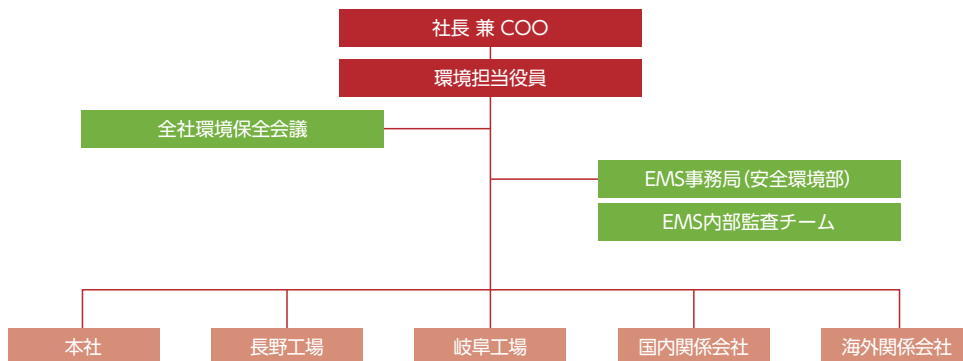 社長 兼 COO
環境担当役員
全社環境保全会議
EMS事務局(安全環境部)
EMS内部監査チーム
本社
長野工場
岐阜工場
国内関係会社
海外関係会社